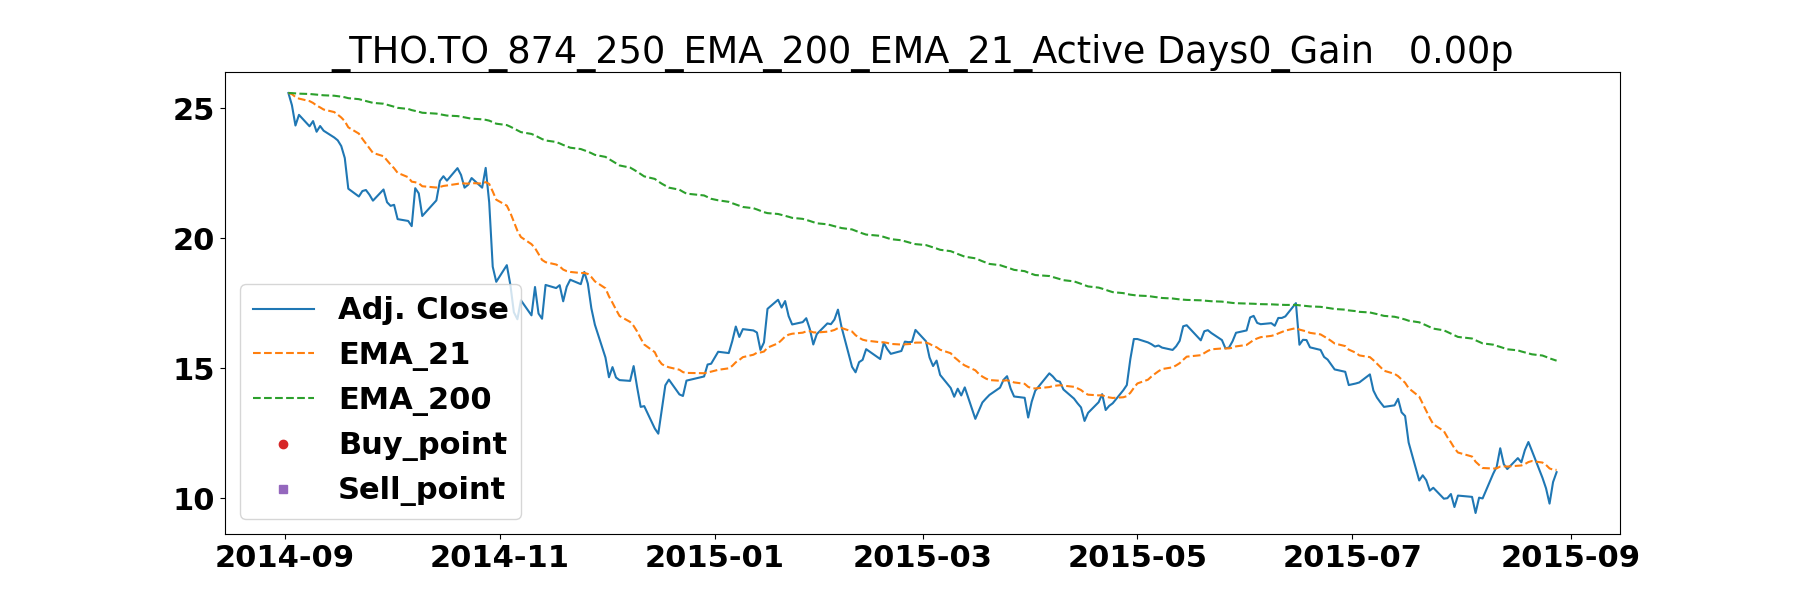 _THO.TO_874_250_EMA_200_EMA_21_Active Days0_Gain   0.00p
25
20
15
10
Adj. Close
EMA_21
EMA_200
Buy_point
Sell_point
2014-09 2014-11 2015-01 2015-03 2015-05 2015-07 2015-09